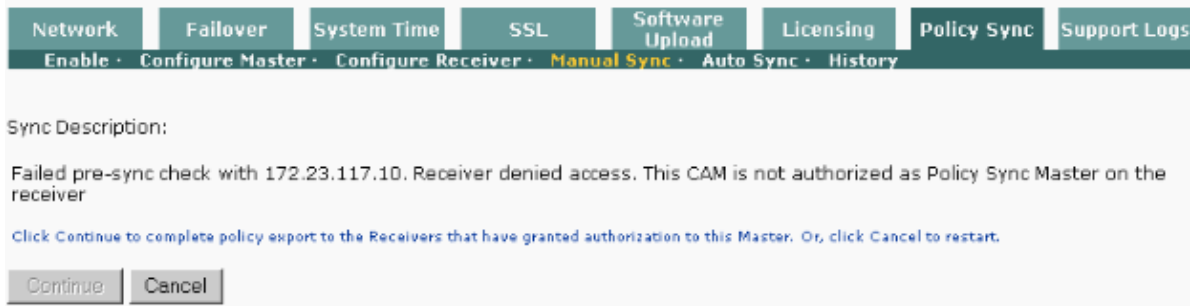 Network Failover System Time SSL Software Upload Licensing Policy Sync Support Logs
Enable · Configure Master · Configure Receiver · Manual Sync · Auto Sync · History
Sync Description:
Failed pre-sync check with 172.23.117.10. Receiver denied access. This CAM is not authorized as Policy Sync Master on the
receiver
Click Continue to complete policy export to the Receivers that have granted authorization to this Master. Or, click Cancel to restart.
Continue Cancel